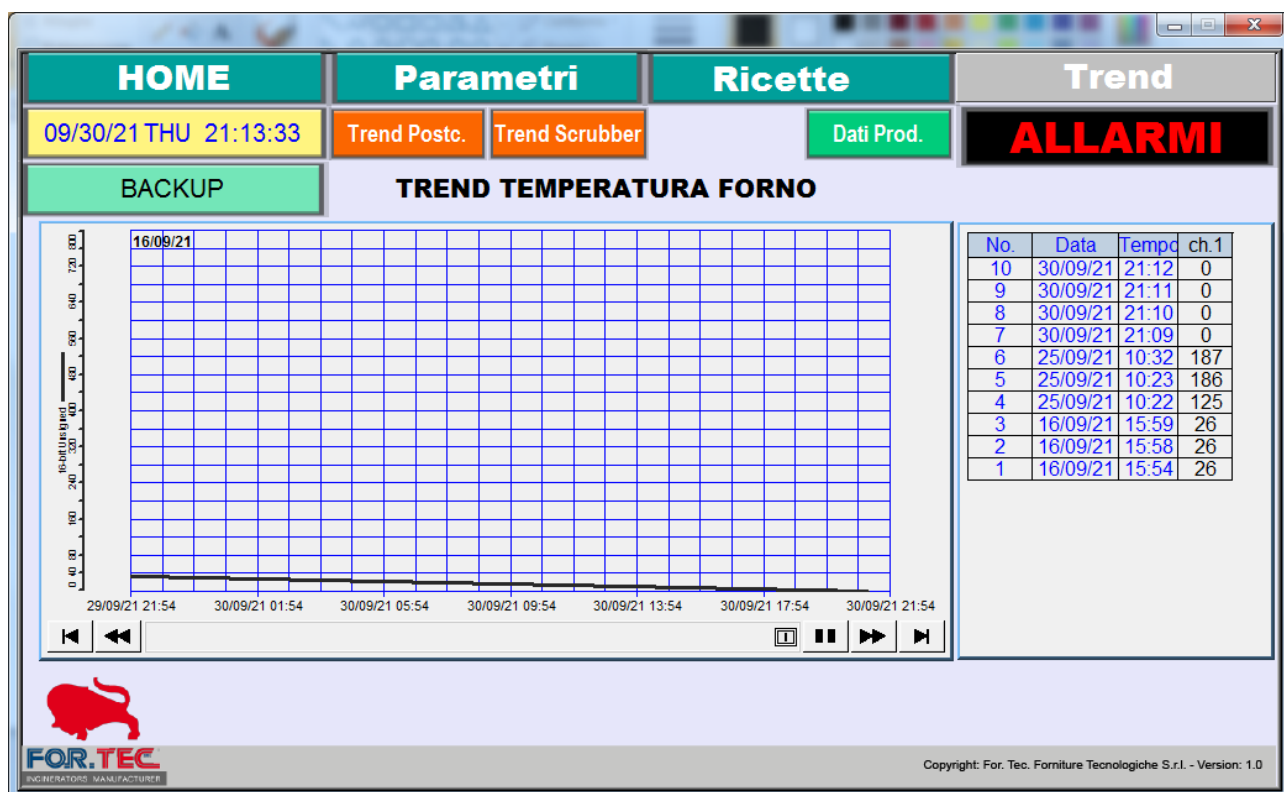 HOME Parametri Ricette Trend
09/30/21 THU 21:13:33 Trend Postc. Trend Scrubber Dati Prod. ALLARMI
BACKUP TREND TEMPERATURA FORNO
16/09/21
800
720
640
560
480
400
320
240
160
80
40
0
16-bit Unsigned
29/09/21 21:54 30/09/21 01:54 30/09/21 05:54 30/09/21 09:54 30/09/21 13:54 30/09/21 17:54 30/09/21 21:54
No. Data Tempo ch.1
10 30/09/21 21:12 0
9 30/09/21 21:11 0
8 30/09/21 21:10 0
7 30/09/21 21:09 0
6 25/09/21 10:32 187
5 25/09/21 10:23 186
4 25/09/21 10:22 125
3 16/09/21 15:59 26
2 16/09/21 15:58 26
1 16/09/21 15:54 26
FOR.TEC
INCINERATORS MANUFACTURER
Copyright: For. Tec. Forniture Tecnologiche S.r.l. - Version: 1.0